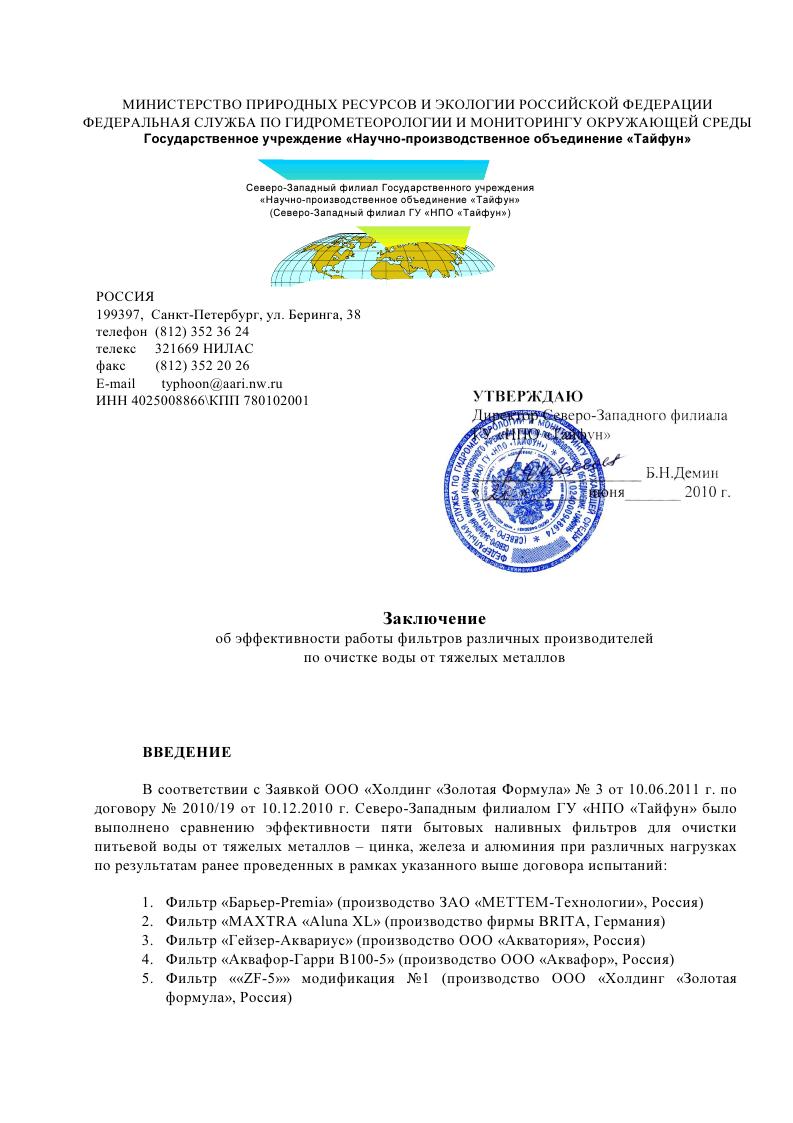 МИНИСТЕРСТВО ПРИРОДНЫХ РЕСУРСОВ И ЭКОЛОГИИ РОССИЙСКОЙ ФЕДЕРАЦИИ
ФЕДЕРАЛЬНАЯ СЛУЖБА ПО ГИДРОМЕТЕОРОЛОГИИ И МОНИТОРИНГУ ОКРУЖАЮЩЕЙ СРЕДЫ
Государственное учреждение «Научно-производственное объединение «Тайфун»
Северо-Западный филиал Государственного учреждения
«Научно-производственное объединение «Тайфун»
(Северо-Западный филиал ГУ «НПО «Тайфун»)
РОССИЯ
199397, Санкт-Петербург, ул. Беринга, 38
телефон (812) 352 36 24
телекс 321669 НИЛАС
факс (812) 352 20 26
E-mail typhoon@aari.nw.ru
ИНН 4025008866\КПП 780102001
УТВЕРЖДАЮ
Директор Северо-Западного филиала
«НПО «Тайфун»
Б.Н.Демин
июня 2010 г.
Заключение
об эффективности работы фильтров различных производителей
по очистке воды от тяжелых металлов
ВВЕДЕНИЕ
В соответствии с Заявкой ООО «Холдинг «Золотая Формула» № 3 от 10.06.2011 г. по
договору № 2010/19 от 10.12.2010 г. Северо-Западным филиалом ГУ «НПО «Тайфун» было
выполнено сравнению эффективности пяти бытовых наливных фильтров для очистки
питьевой воды от тяжелых металлов – цинка, железа и алюминия при различных нагрузках
по результатам ранее проведенных в рамках указанного выше договора испытаний:
1. Фильтр «Барьер-Premia» (производство ЗАО «МЕТТЕМ-Технологии», Россия)
2. Фильтр «MAXTRA «Aluna XL» (производство фирмы BRITA, Германия)
3. Фильтр «Гейзер-Аквариус» (производство ООО «Акватория», Россия)
4. Фильтр «Аквафор-Гарри В100-5» (производство ООО «Аквафор», Россия)
5. Фильтр ««ZF-5»» модификация №1 (производство ООО «Холдинг «Золотая
формула», Россия)